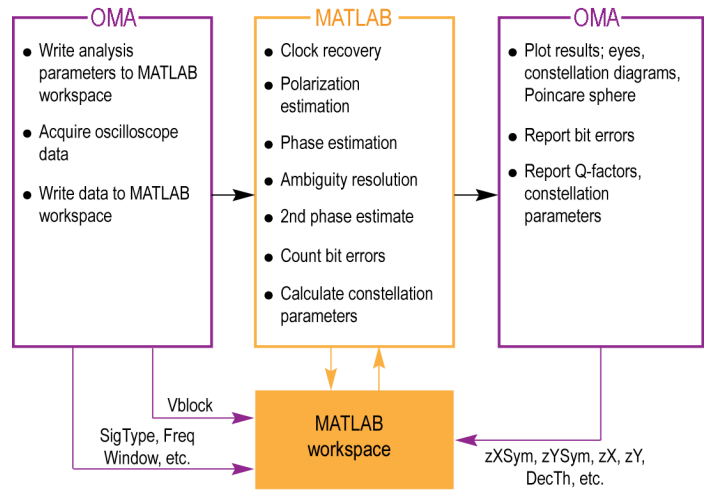 OMA
● Write analysis
parameters to MATLAB
workspace
● Acquire oscilloscope
data
● Write data to MATLAB
workspace
MATLAB
● Clock recovery
● Polarization
estimation
● Phase estimation
● Ambiguity resolution
● 2nd phase estimate
● Count bit errors
● Calculate constellation
parameters
OMA
● Plot results; eyes,
constellation diagrams,
Poincare sphere
● Report bit errors
● Report Q-factors,
constellation
parameters
Vblock
SigType, Freq
Window, etc.
MATLAB
workspace
zXSym, zYSym, zX, zY,
DecTh, etc.